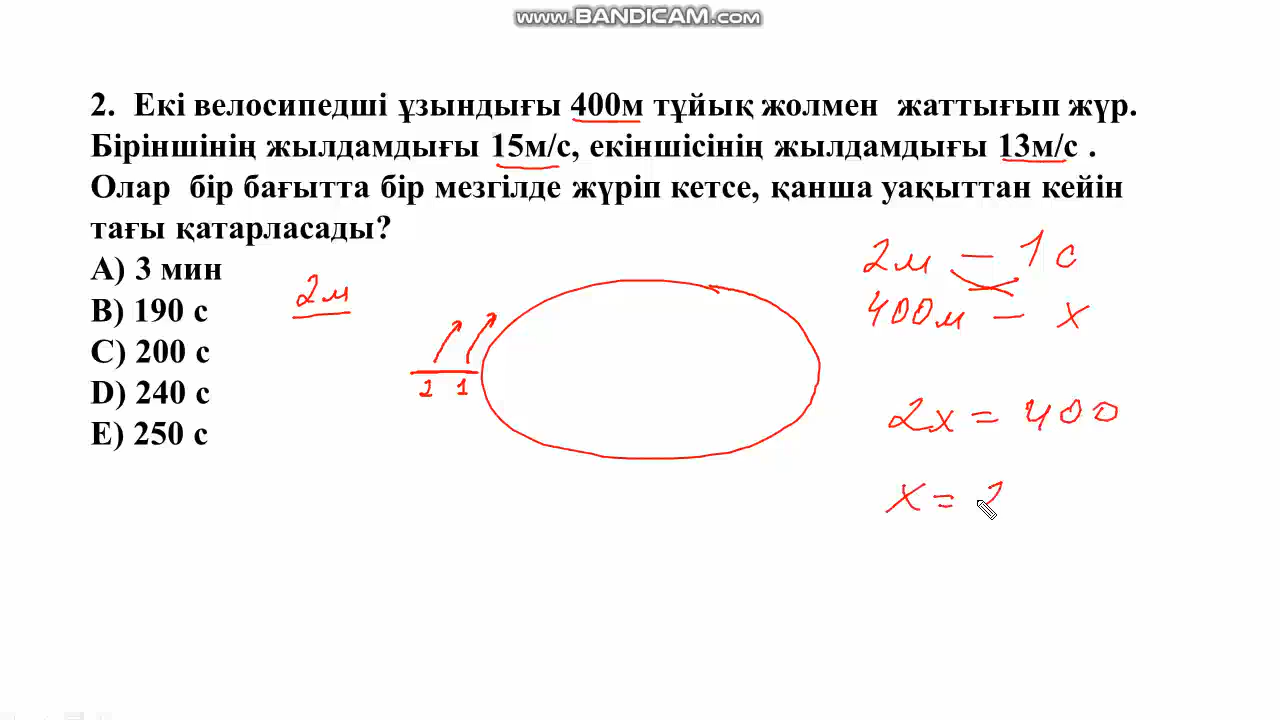 www.BANDICAM.com
2. Екі велосипедші ұзындығы 400м тұйық жолмен жаттығып жүр.
Біріншінің жылдамдығы 15м/с, екіншісінің жылдамдығы 13м/с .
Олар бір бағытта бір мезгілде жүріп кетсе, қанша уақыттан кейін
тағы қатарласады?
A) 3 мин
B) 190 с
C) 200 с
D) 240 с
E) 250 с
2м
2 1
2м — 1с
400м — х
2х = 400
х = 2